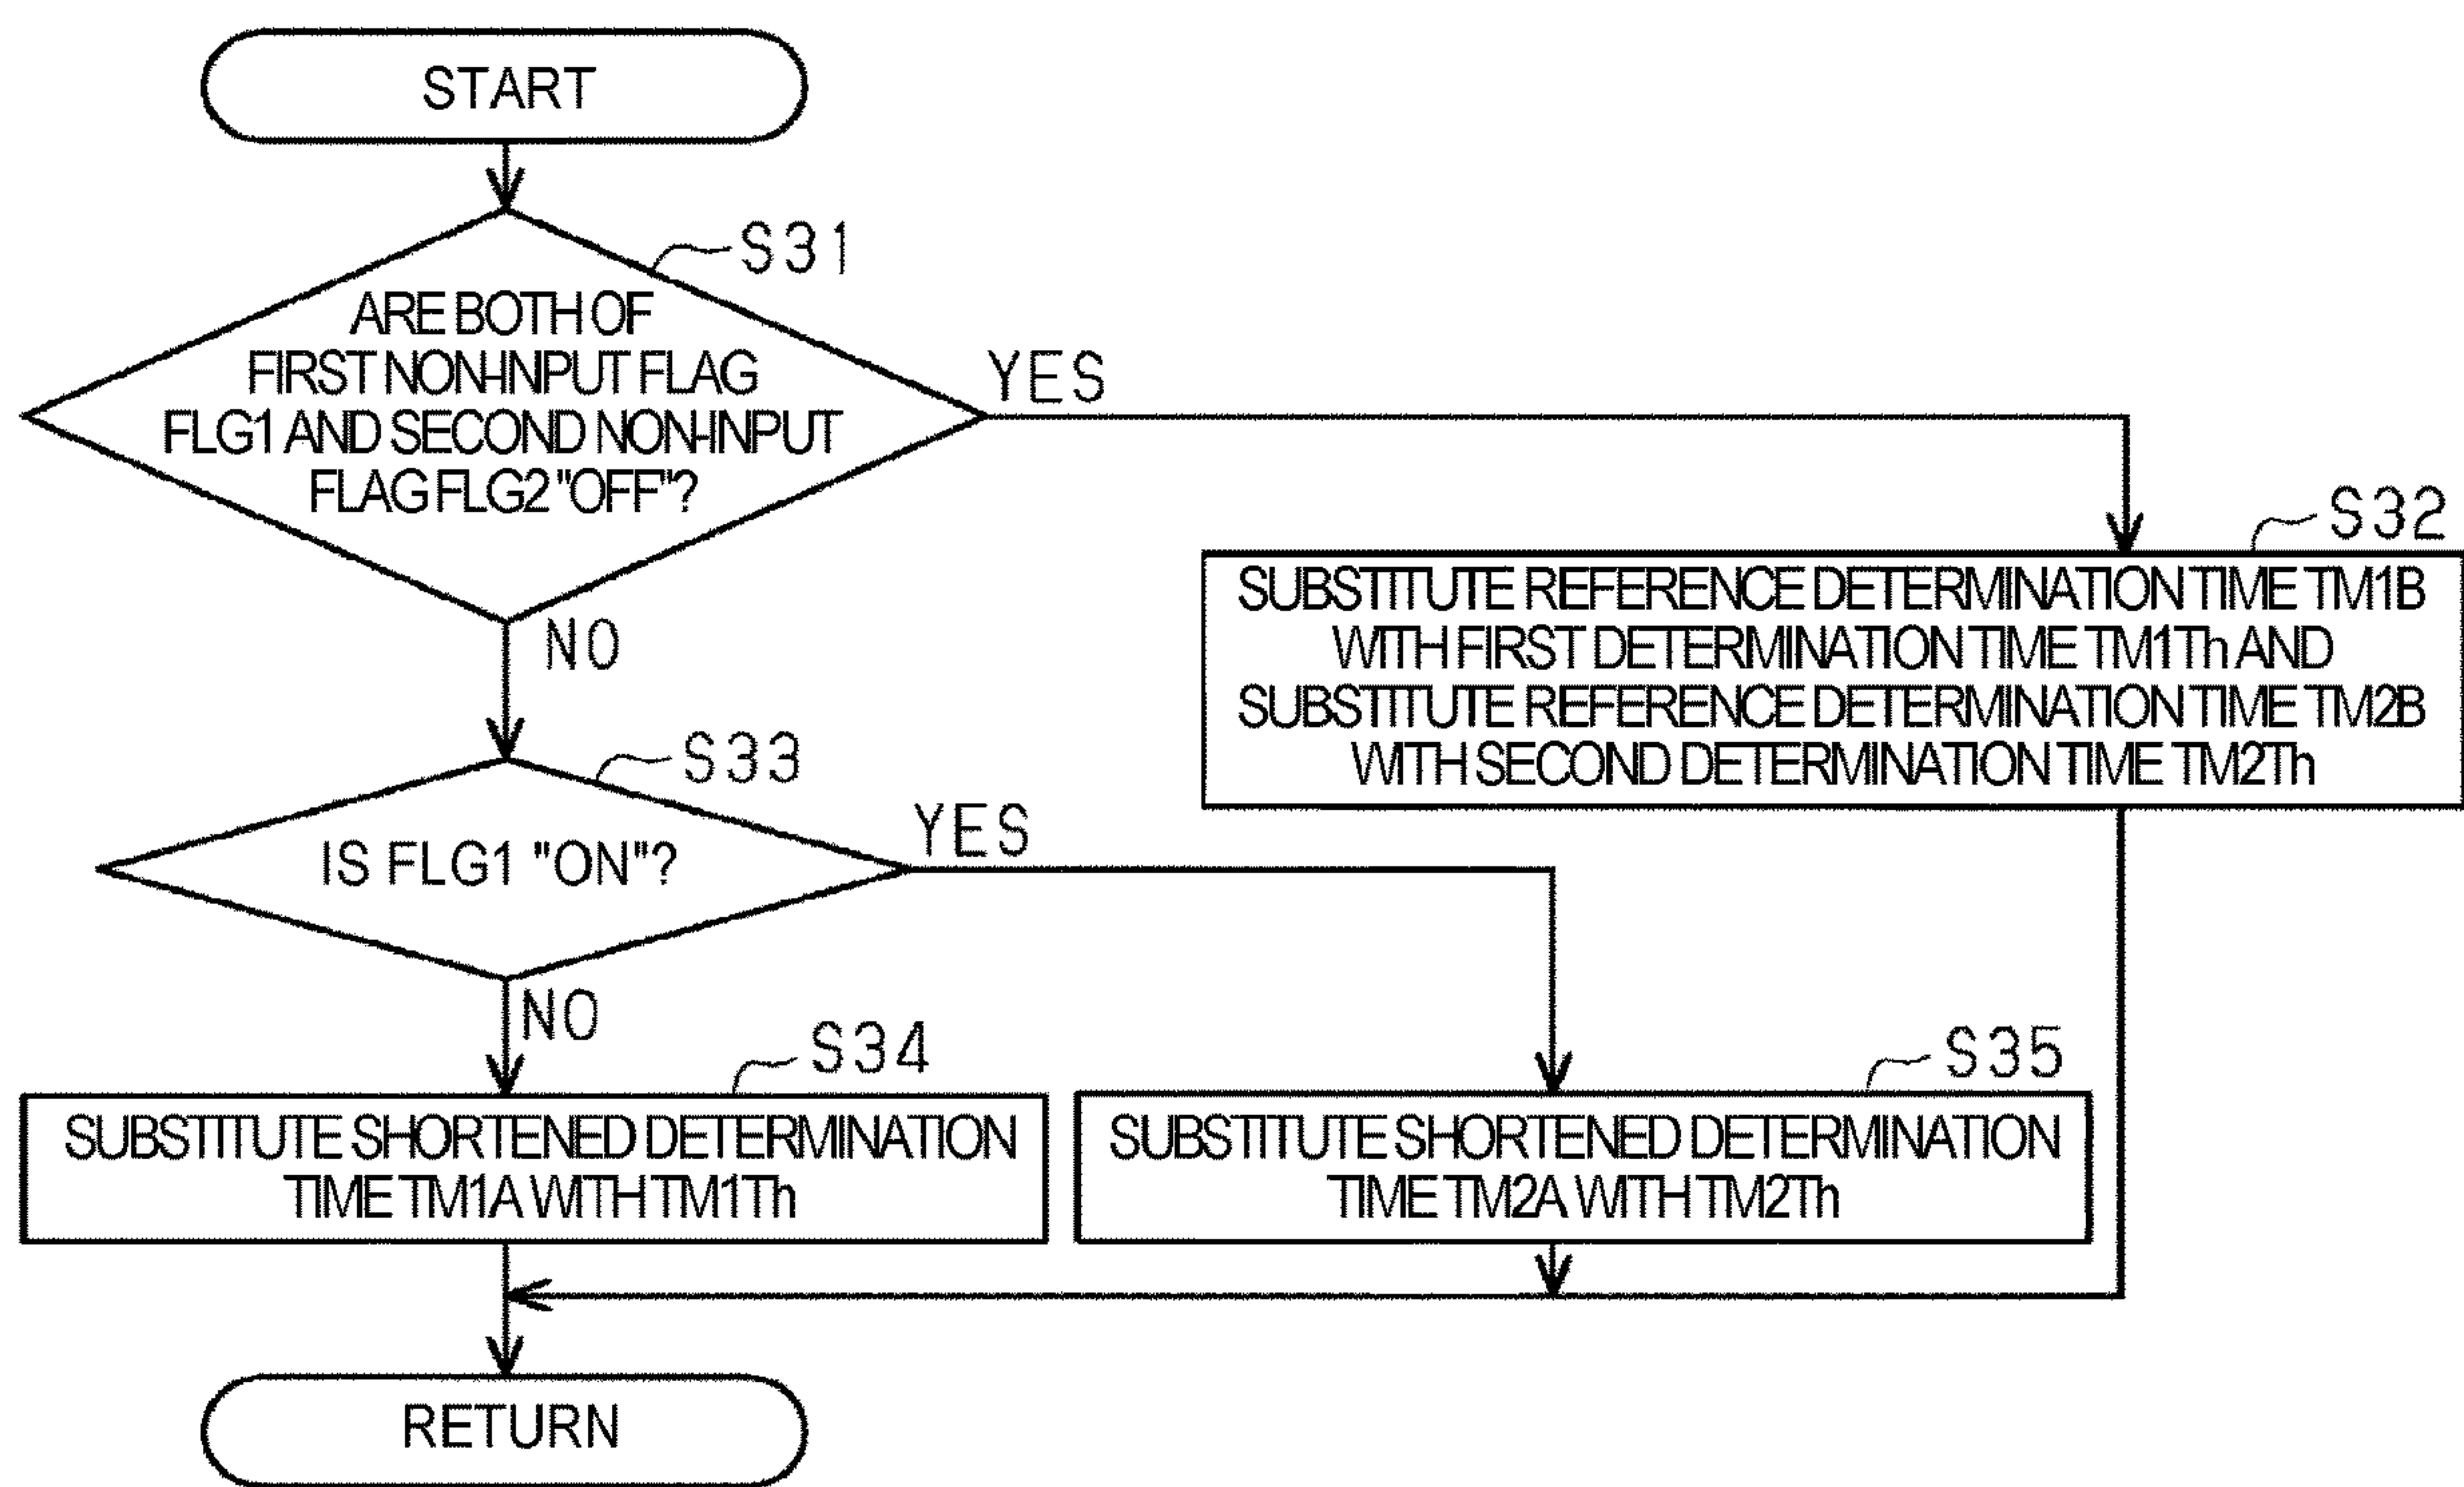 START
S31
ARE BOTH OF
FIRST NON-INPUT FLAG
FLG1 AND SECOND NON-INPUT
FLAG FLG2 "OFF"?
YES
NO
S32
SUBSTITUTE REFERENCE DETERMINATION TIME TM1B
WITH FIRST DETERMINATION TIME TM1Th AND
SUBSTITUTE REFERENCE DETERMINATION TIME TM2B
WITH SECOND DETERMINATION TIME TM2Th
S33
IS FLG1 "ON"?
YES
NO
S34
SUBSTITUTE SHORTENED DETERMINATION
TIME TM1A WITH TM1Th
S35
SUBSTITUTE SHORTENED DETERMINATION
TIME TM2A WITH TM2Th
RETURN